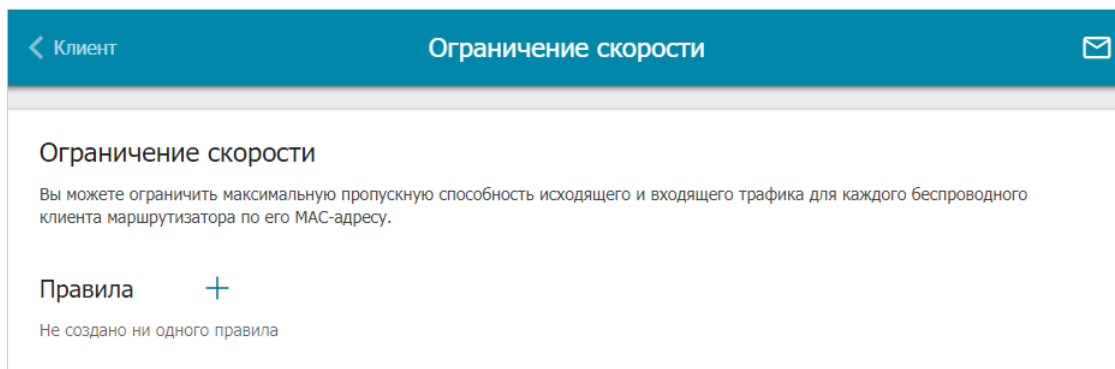 Клиент
Ограничение скорости
Ограничение скорости
Вы можете ограничить максимальную пропускную способность исходящего и входящего трафика для каждого беспроводного
клиента маршрутизатора по его MAC-адресу.
Правила
Не создано ни одного правила